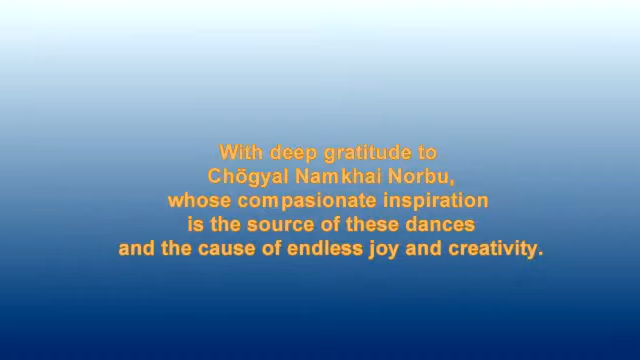 With deep gratitude to
Chögyal Namkhai Norbu,
whose compasionate inspiration
is the source of these dances
and the cause of endless joy and creativity.